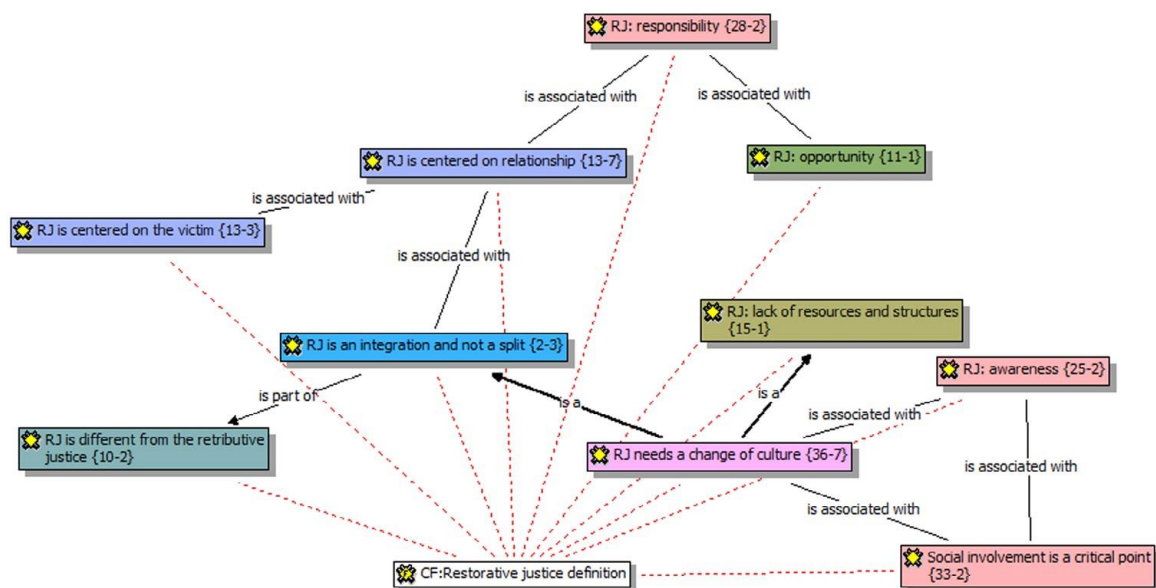 RJ: responsibility {28-2}
is associated with
is associated with
RJ is centered on relationship {13-7}
RJ: opportunity {11-1}
is associated with
RJ is centered on the victim {13-3}
is associated with
RJ: lack of resources and structures
{15-1}
RJ is an integration and not a split {2-3}
RJ: awareness {25-2}
is part of
is a
is a
is associated with
RJ is different from the retributive
justice {10-2}
RJ needs a change of culture {36-7}
is associated with
is associated with
CF:Restorative justice definition
Social involvement is a critical point
{33-2}